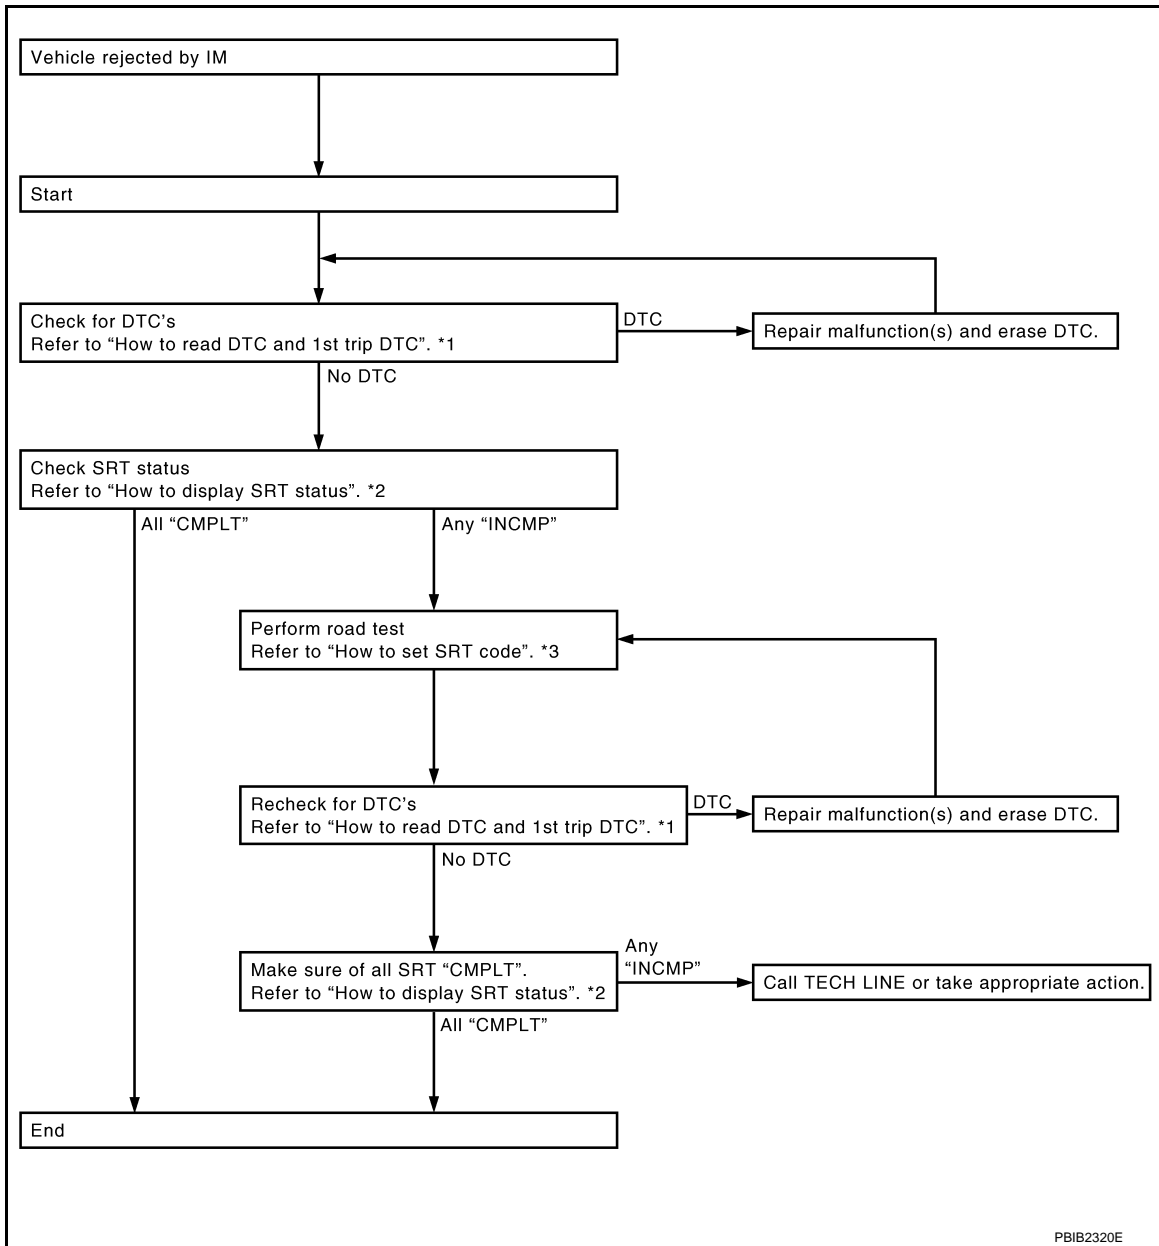 Vehicle rejected by IM
Start
Check for DTC's
Refer to “How to read DTC and 1st trip DTC”. *1
DTC
Repair malfunction(s) and erase DTC.
No DTC
Check SRT status
Refer to “How to display SRT status”. *2
All “CMPLT”
Any “INCMP”
Perform road test
Refer to “How to set SRT code”. *3
Recheck for DTC's
Refer to “How to read DTC and 1st trip DTC”. *1
DTC
Repair malfunction(s) and erase DTC.
No DTC
Make sure of all SRT “CMPLT”.
Refer to “How to display SRT status”. *2
Any
“INCMP”
Call TECH LINE or take appropriate action.
All “CMPLT”
End
PBIB2320E